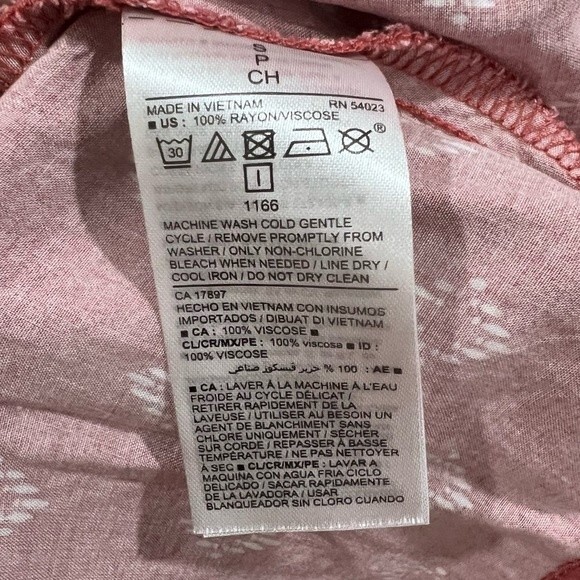 S
P
CH
MADE IN VIETNAM RN 54023
■ US : 100% RAYON/VISCOSE
30 ®
1166
MACHINE WASH COLD GENTLE
CYCLE / REMOVE PROMPTLY FROM
WASHER / ONLY NON-CHLORINE
BLEACH WHEN NEEDED / LINE DRY /
COOL IRON / DO NOT DRY CLEAN
CA 17897
HECHO EN VIETNAM CON INSUMOS
IMPORTADOS / DIBUAT DI VIETNAM
■ CA : 100% VISCOSE ■
CL/CR/MX/PE : 100% viscosa ■ ID :
100% VISCOSE
■ AE : 100 % حرير فيسكوز صناعي
■ CA : LAVER À LA MACHINE À L'EAU
FROIDE AU CYCLE DÉLICAT /
RETIRER RAPIDEMENT DE LA
LAVEUSE / UTILISER AU BESOIN UN
AGENT DE BLANCHIMENT SANS
CHLORE UNIQUEMENT / SÉCHER
SUR CORDE / REPASSER À BASSE
TEMPÉRATURE / NE PAS NETTOYER
À SEC ■ CL/CR/MX/PE : LAVAR A
MAQUINA CON AGUA FRIA CICLO
DELICADO / SACAR RAPIDAMENTE
DE LA LAVADORA / USAR
BLANQUEADOR SIN CLORO CUANDO